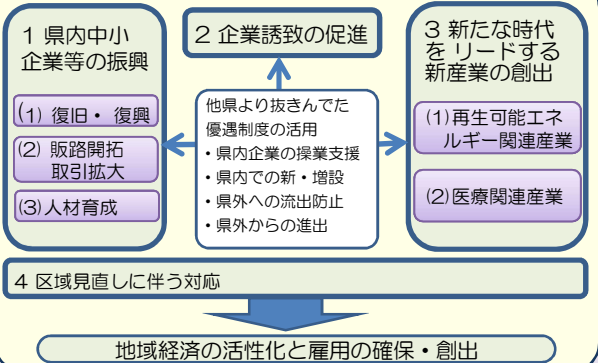 1 県内中小
企業等の振興
(1) 復旧・ 復興
(2) 販路開拓
取引拡大
(3)人材育成
2 企業誘致の促進
他県より抜きんでた
優遇制度の活用
・県内企業の操業支援
・県内での新・増設
・県外への流出防止
・県外からの進出
3 新たな時代
を リードする
新産業の創出
(1)再生可能エネ
ルギー関連産業
(2)医療関連産業
4 区域見直しに伴う対応
地域経済の活性化と雇用の確保・創出